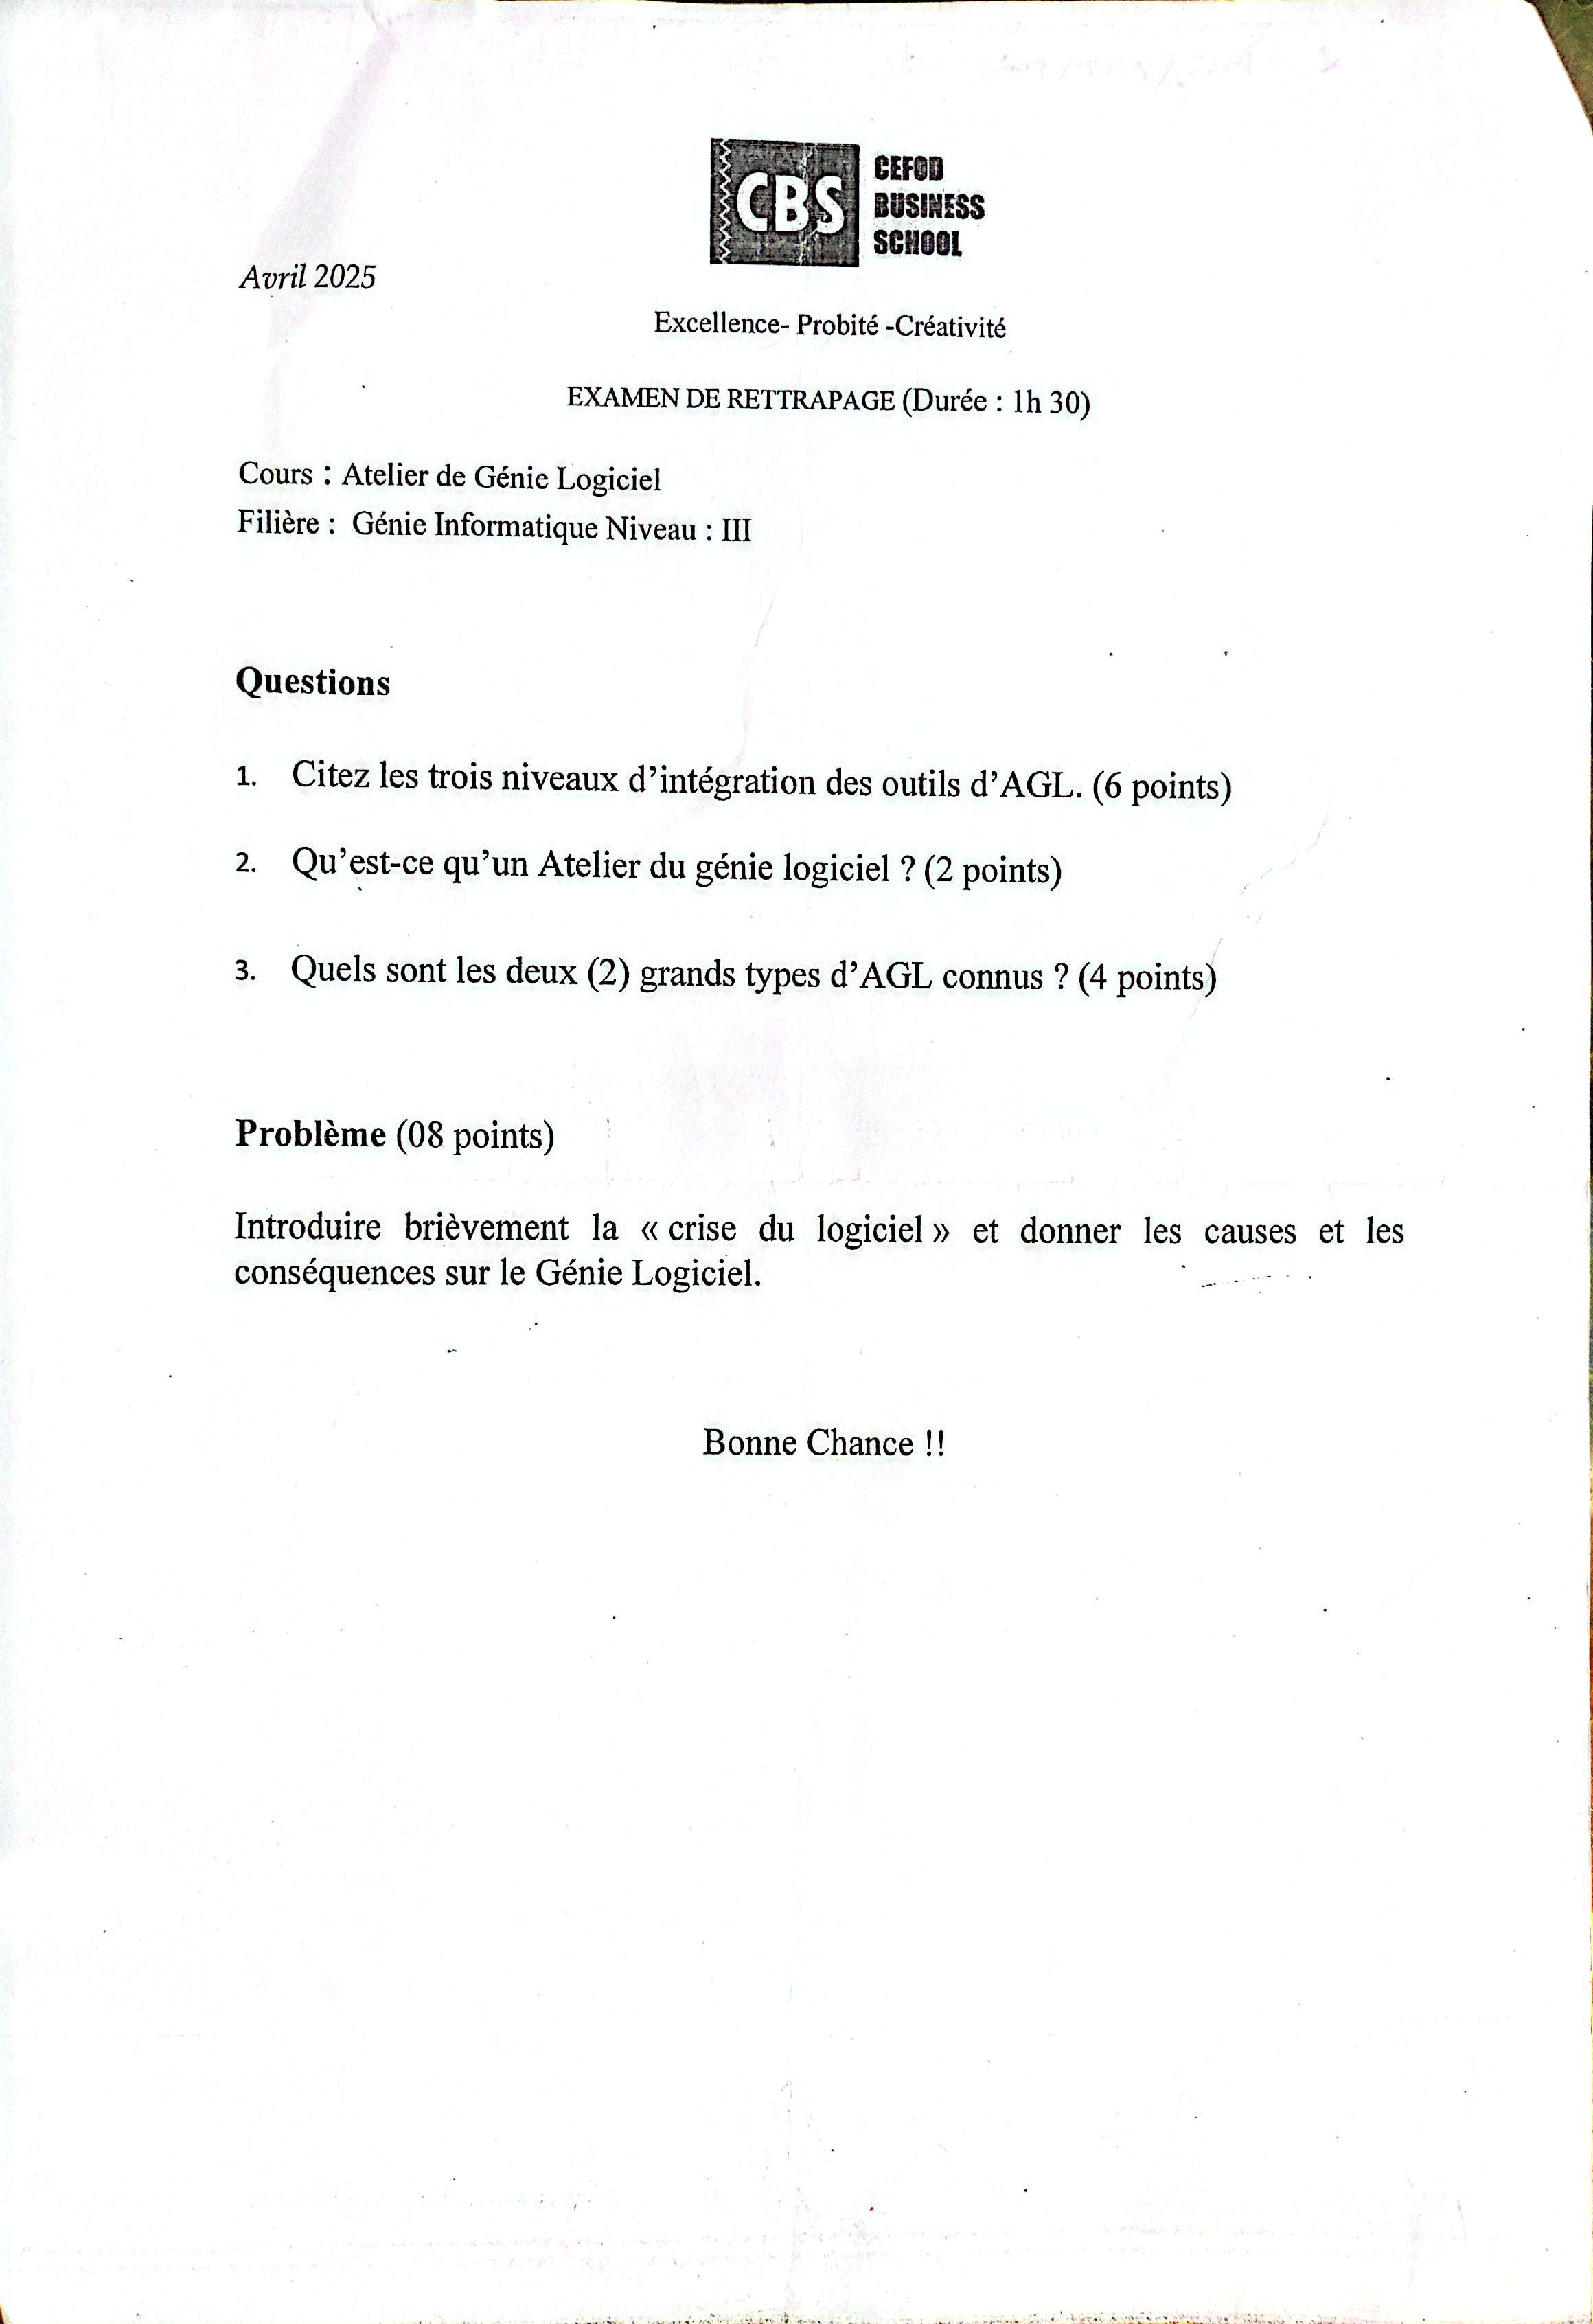 CBS
CEFOD
BUSINESS
SCHOOL
Avril 2025
Excellence- Probité -Créativité
EXAMEN DE RETTRAPAGE (Durée : 1h 30)
Cours : Atelier de Génie Logiciel
Filière : Génie Informatique Niveau : III
Questions
1. Citez les trois niveaux d'intégration des outils d'AGL. (6 points)
2. Qu'est-ce qu'un Atelier du génie logiciel ? (2 points)
3. Quels sont les deux (2) grands types d'AGL connus ? (4 points)
Problème (08 points)
Introduire brièvement la « crise du logiciel » et donner les causes et les
conséquences sur le Génie Logiciel.
Bonne Chance !!